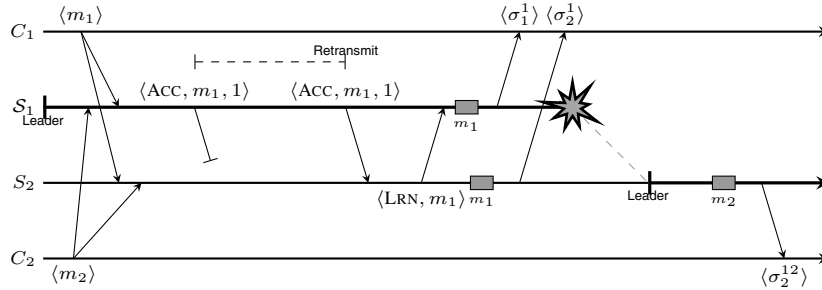 ⟨m₁⟩ ⟨σ₁¹⟩ ⟨σ₂¹⟩
C₁
Retransmit
⟨ACC, m₁, 1⟩ ⟨ACC, m₁, 1⟩
S₁
Leader m₁
S₂
⟨LRN, m₁⟩ m₁ Leader m₂
C₂
⟨m₂⟩ ⟨σ₂¹²⟩